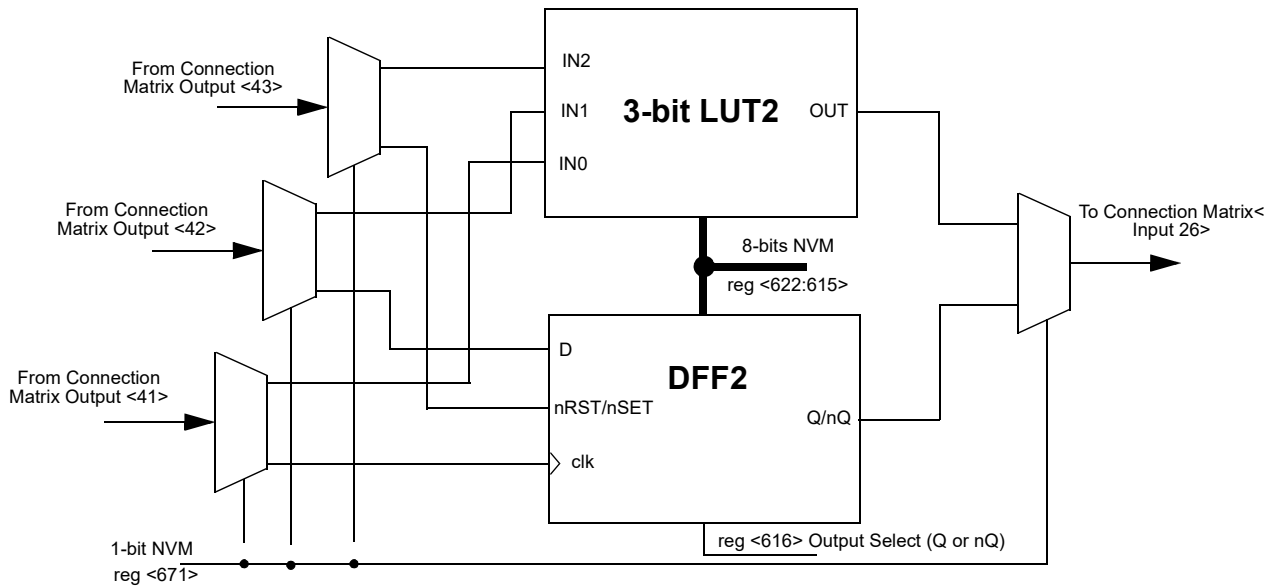 From Connection
Matrix Output <43>
IN2
IN1
IN0
3-bit LUT2
OUT
From Connection
Matrix Output <42>
To Connection Matrix<
Input 26>
8-bits NVM
reg <622:615>
From Connection
Matrix Output <41>
D
nRST/nSET
clk
DFF2
Q/nQ
reg <616> Output Select (Q or nQ)
1-bit NVM
reg <671>